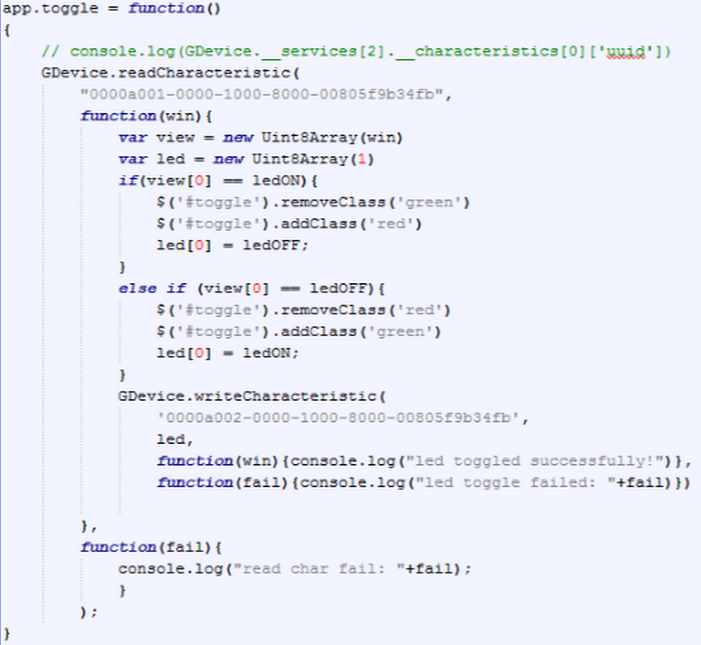 app.toggle = function()
{
    // console.log(GDevice.__services[2].__characteristics[0]['uuid'])
    GDevice.readCharacteristic(
        "0000a001-0000-1000-8000-00805f9b34fb",
        function(win){
            var view = new Uint8Array(win)
            var led = new Uint8Array(1)
            if(view[0] == ledON){
                $('#toggle').removeClass('green')
                $('#toggle').addClass('red')
                led[0] = ledOFF;
            }
            else if (view[0] == ledOFF){
                $('#toggle').removeClass('red')
                $('#toggle').addClass('green')
                led[0] = ledON;
            }
            GDevice.writeCharacteristic(
                '0000a002-0000-1000-8000-00805f9b34fb',
                led,
                function(win){console.log("led toggled successfully!")},
                function(fail){console.log("led toggle failed: "+fail)})
        },
        function(fail){
            console.log("read char fail: "+fail);
            }
        );
}